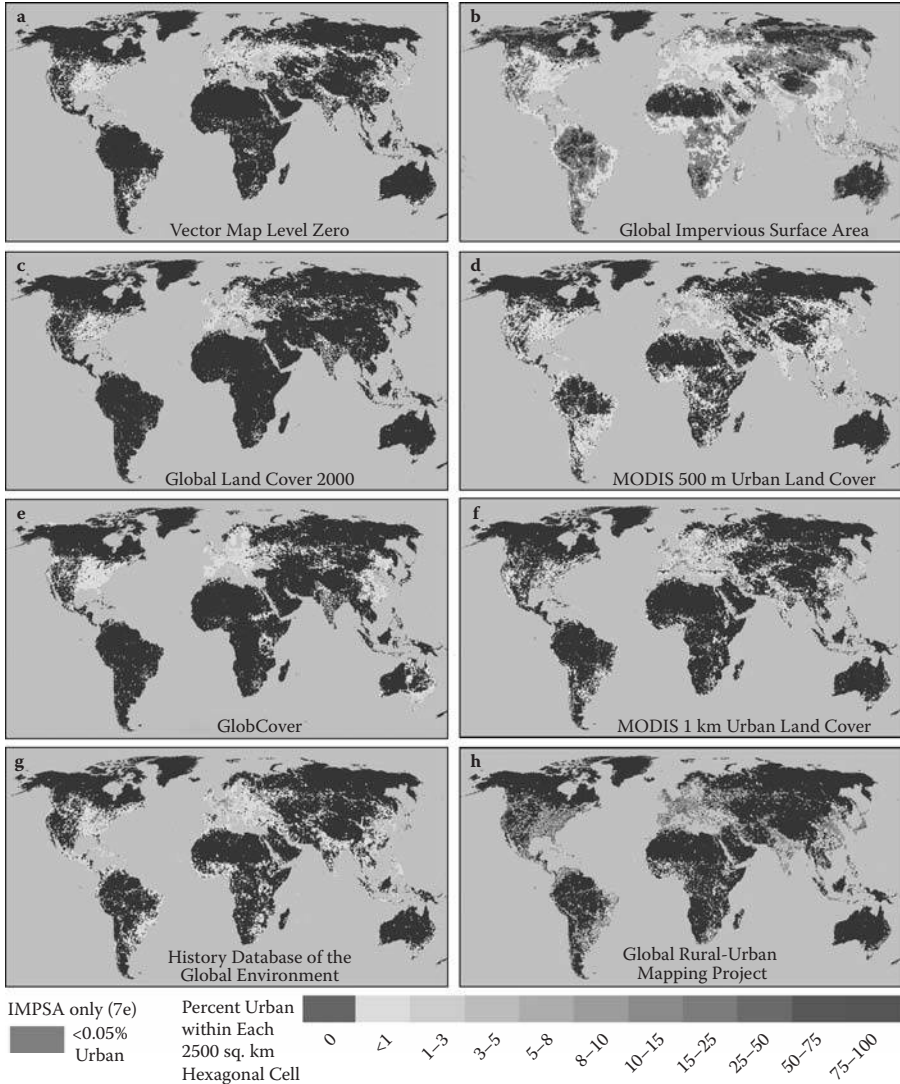 a
Vector Map Level Zero
b
Global Impervious Surface Area
c
Global Land Cover 2000
d
MODIS 500 m Urban Land Cover
e
GlobCover
f
MODIS 1 km Urban Land Cover
g
History Database of the
Global Environment
h
Global Rural-Urban
Mapping Project
IMPSA only (7e)
<0.05%
Urban
Percent Urban
within Each
2500 sq. km
Hexagonal Cell
0
<1
1–3
3–5
5–8
8–10
10–15
15–25
25–50
50–75
75–100